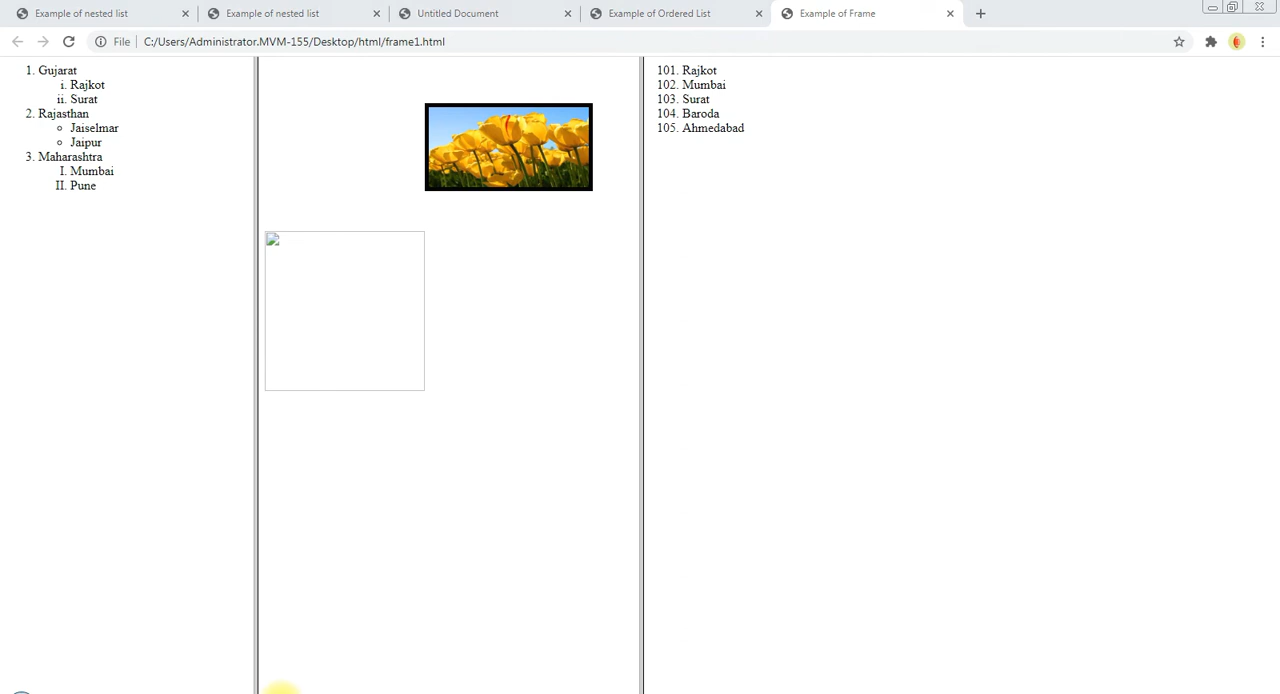 Example of nested list
Example of nested list
Untitled Document
Example of Ordered List
Example of Frame
File
C:/Users/Administrator.MVM-155/Desktop/html/frame1.html
1. Gujarat
i. Rajkot
ii. Surat
2. Rajasthan
Jaiselmar
Jaipur
3. Maharashtra
I. Mumbai
II. Pune
101. Rajkot
102. Mumbai
103. Surat
104. Baroda
105. Ahmedabad